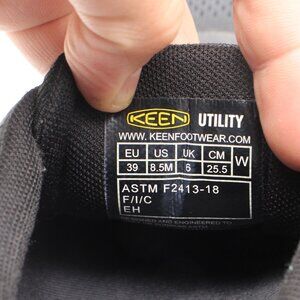 KEEN UTILITY
WWW.KEENFOOTWEAR.COM
EU US UK CM W
39 8.5M 6 25.5
ASTM F2413-18
F/I/C
EH